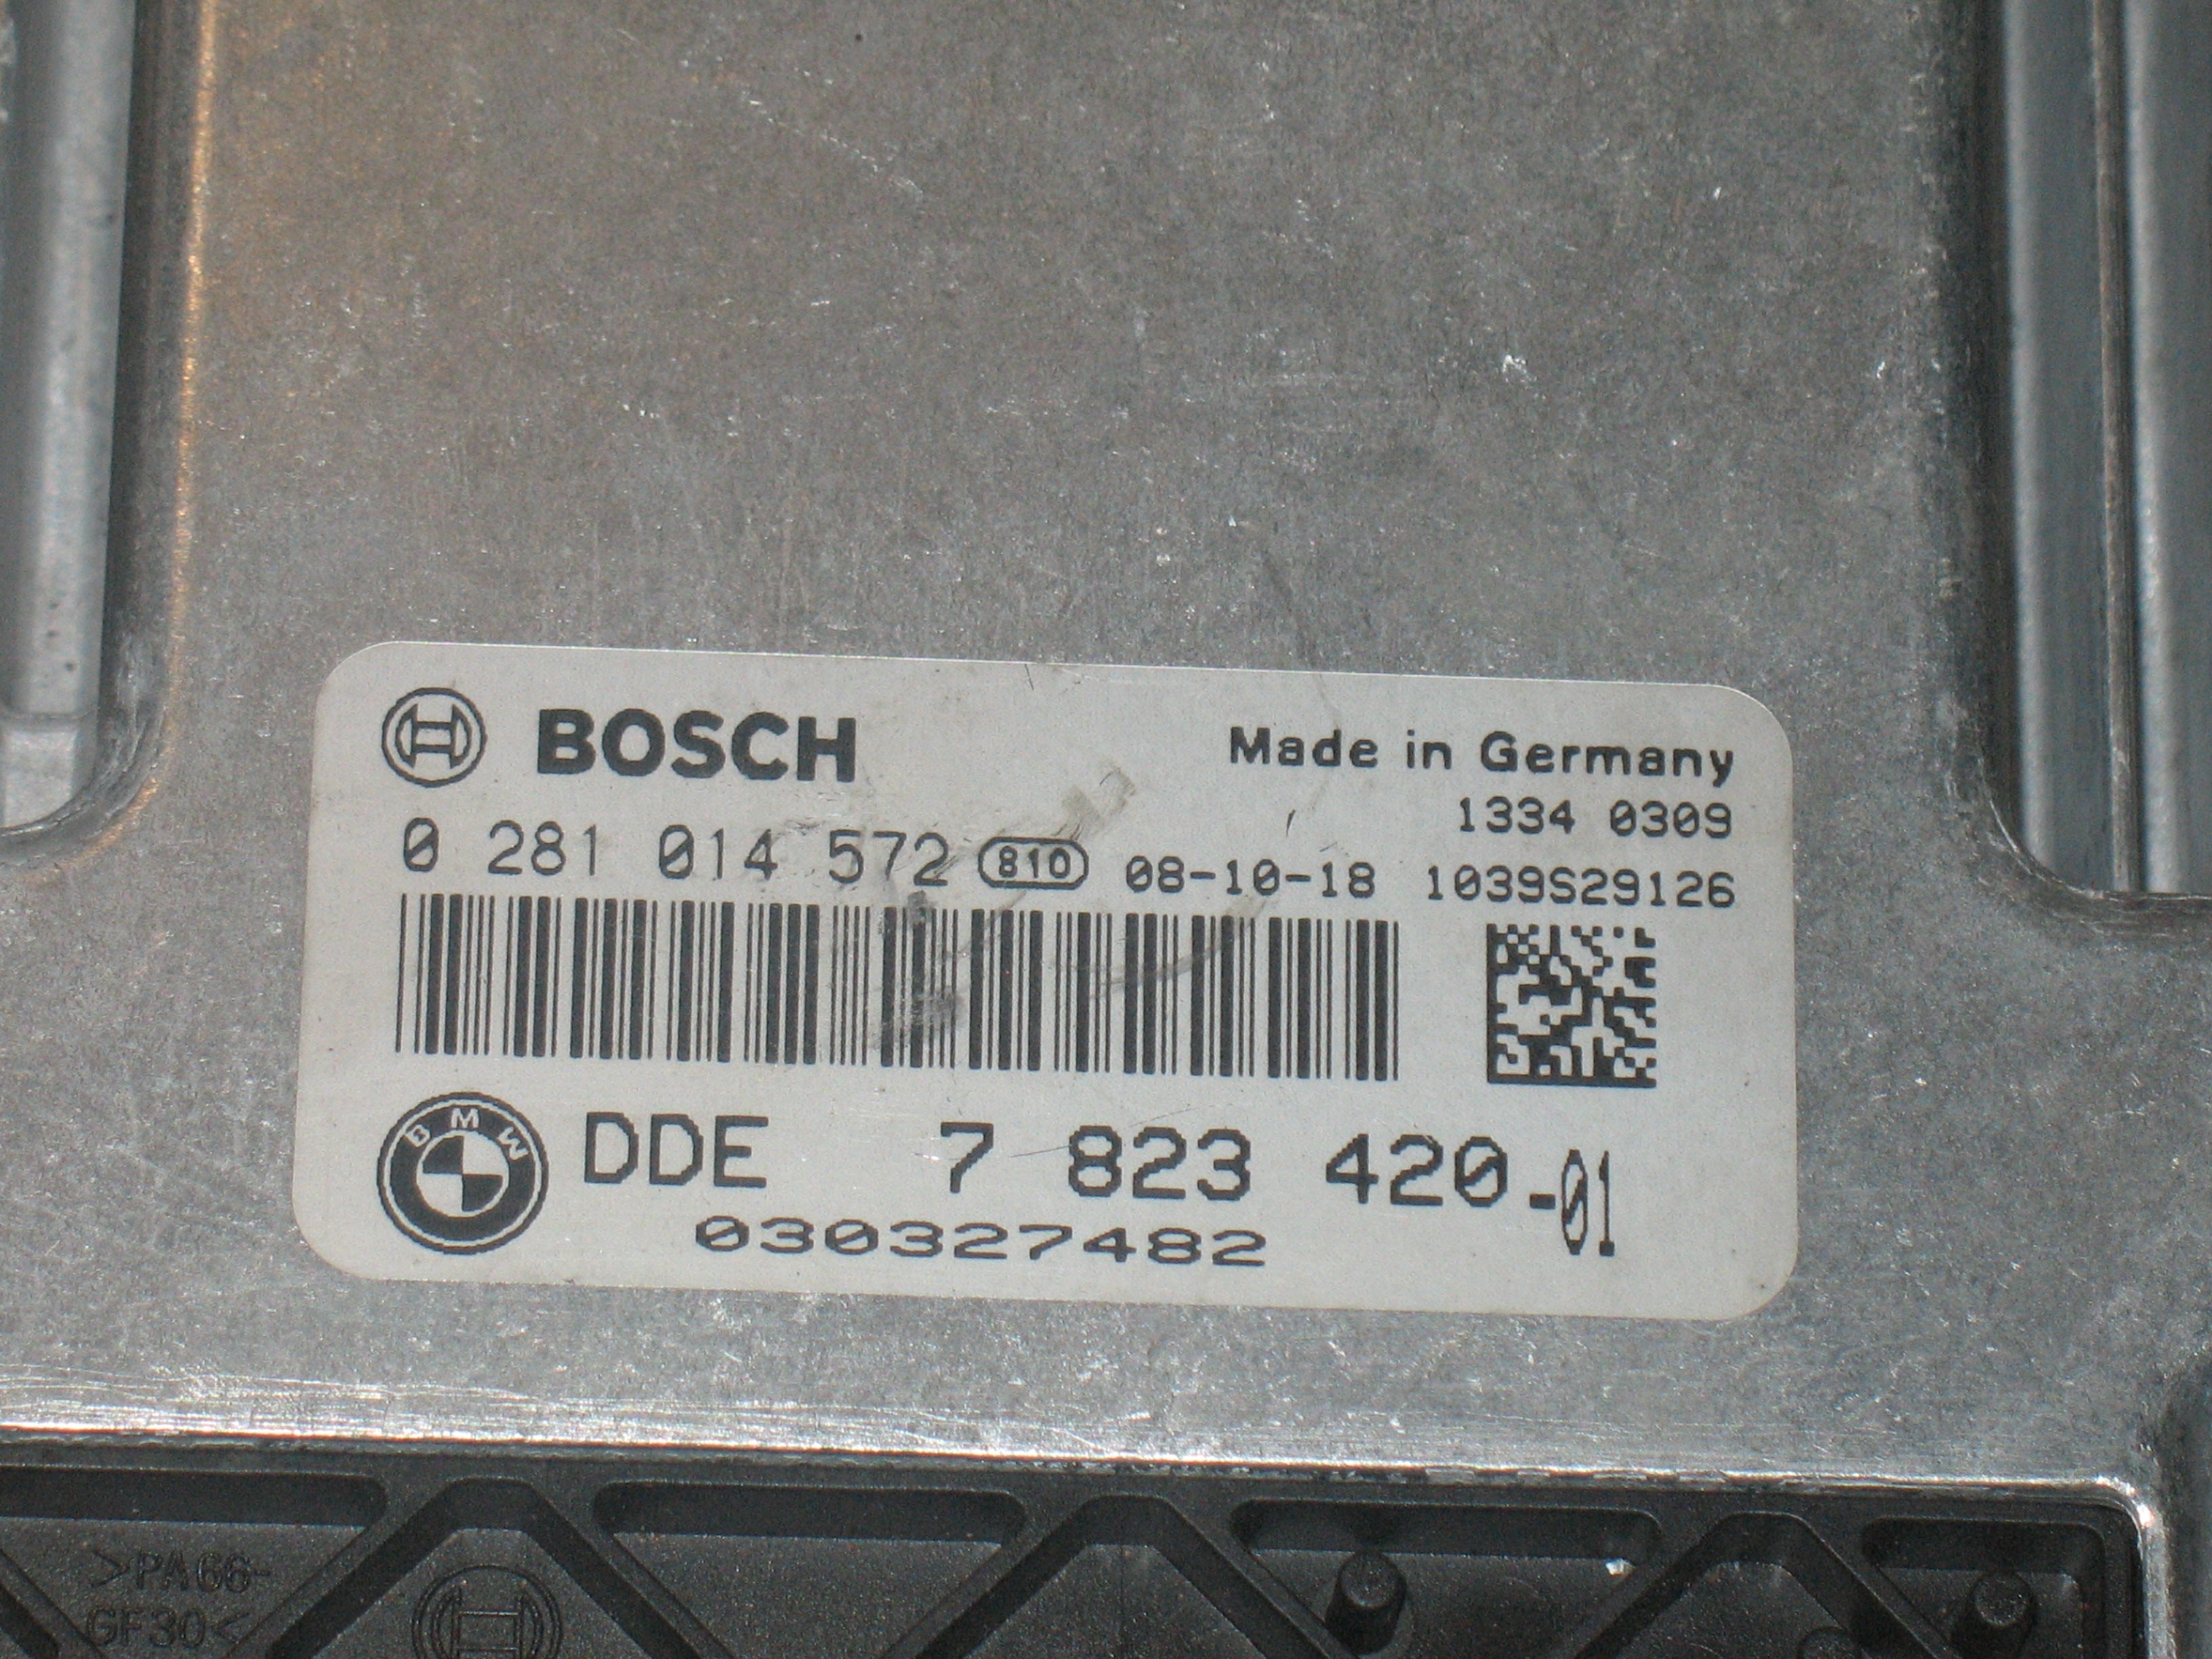 BOSCH
Made in Germany
1334 0309
0 281 014 572 810 08-10-18 1039S29126
BMW DDE 7 823 420-01
030327482
>PA66-
GF30<